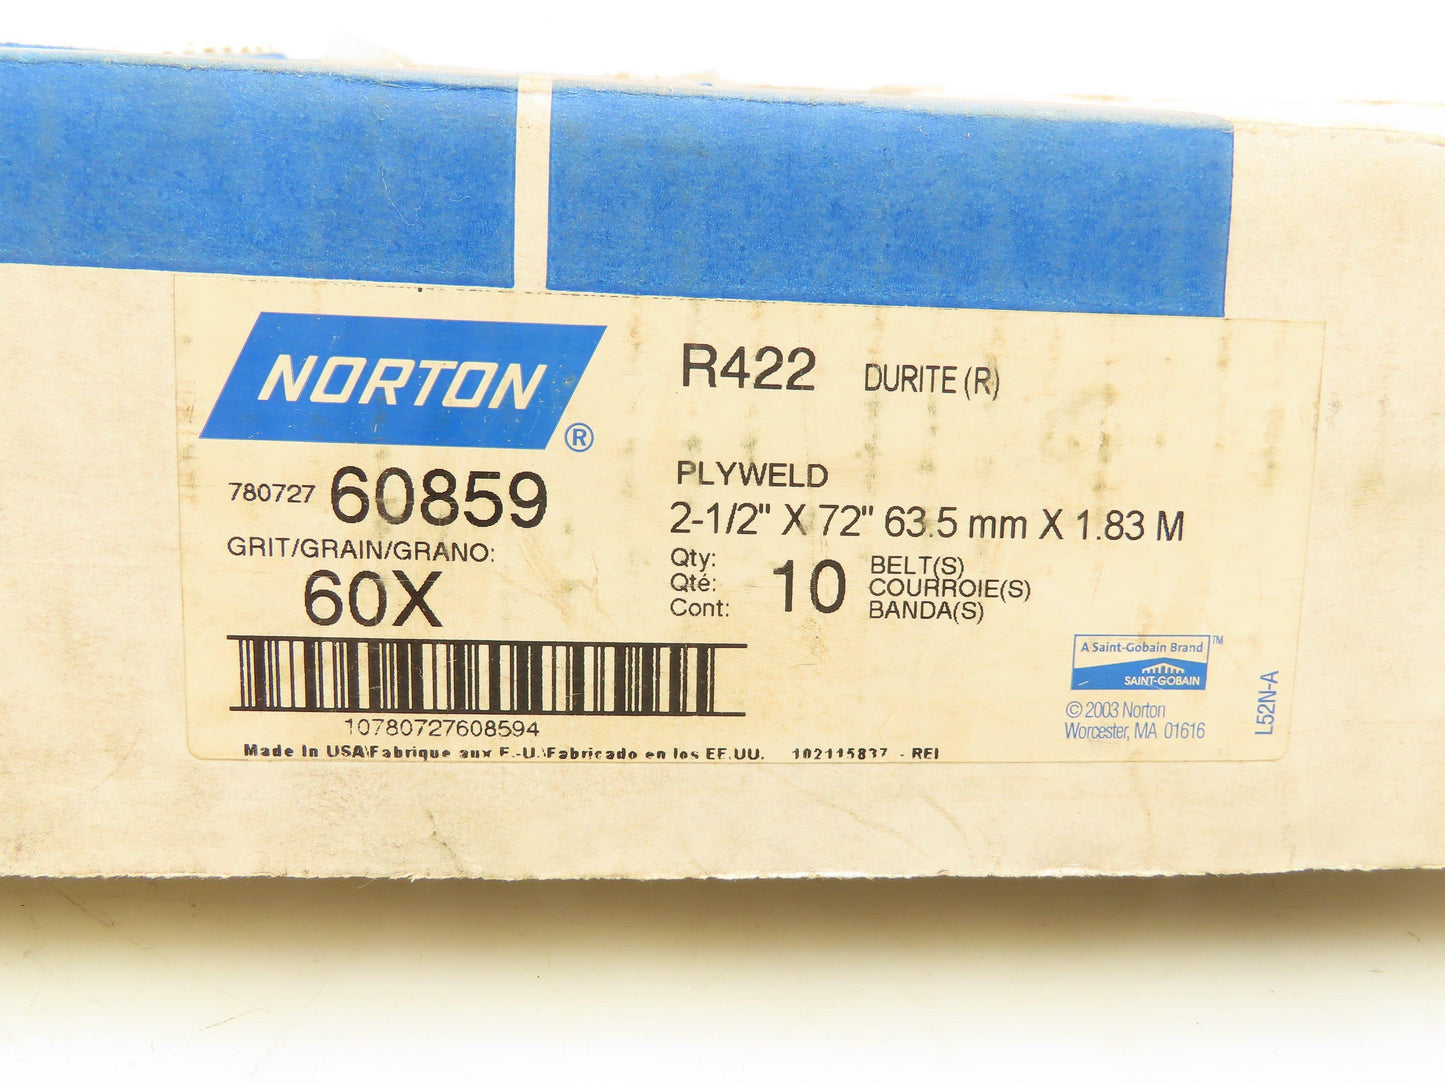 NORTON ®
R422 DURITE (R)
780727 60859
GRIT/GRAIN/GRANO:
60X
PLYWELD
2-1/2" X 72" 63.5 mm X 1.83 M
Qty:
Qté:
Cont:
10
BELT(S)
COURROIE(S)
BANDA(S)
10780727608594
Made In USA\Fabrique aux E.-U.\Fabricado en los EE.UU. 102115837 - REI
A Saint-Gobain Brand ™
SAINT-GOBAIN
© 2003 Norton
Worcester, MA 01616
L52N-A